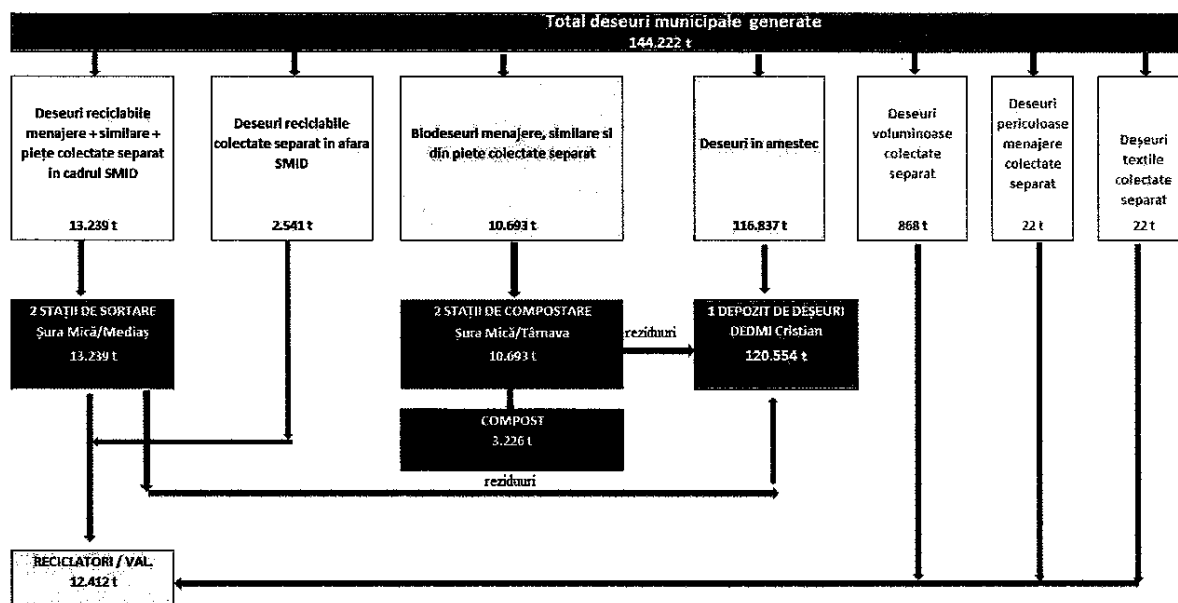 Total deseuri municipale generate
144.222 t
Deseuri reciclabile
menajere + similare +
piețe colectate separat
in cadrul SMID
13.239 t
Deseuri reciclabile
colectate separat in afara
SMID
2.541 t
Biodeseuri menajere, similare si
din piete colectate separat
10.693 t
Deseuri in amestec
116.837 t
Deseuri
voluminoase
colectate
separat
868 t
Deseuri
periculoase
menajere
colectate
separat
22 t
Deșeuri
textile
colectate
separat
22 t
2 STAȚII DE SORTARE
Șura Mică/Mediaș
13.239 t
2 STAȚII DE COMPOSTARE
Șura Mică/Târnava
10.693 t
reziduuri
1 DEPOZIT DE DEȘEURI
DEDMI Cristian
120.554 t
COMPOST
3.226 t
reziduuri
RECICLATORI / VAL.
12.412 t